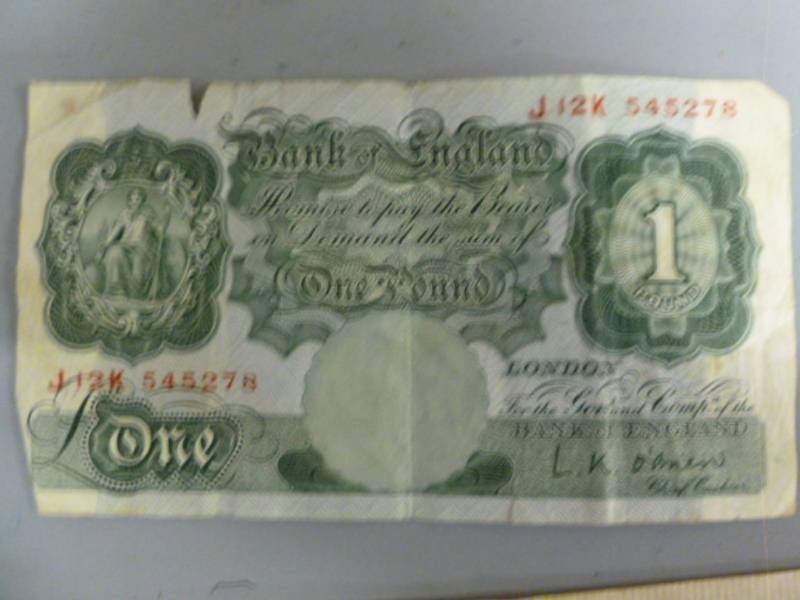 J12K 545278
Bank of England
Promise to pay the Bearer
on Demand the sum of
One Pound
1
POUND
J12K 545278
LONDON
For the Govr and Compa of the
BANK of ENGLAND
£One
L.K. O'Brien
Chief Cashier